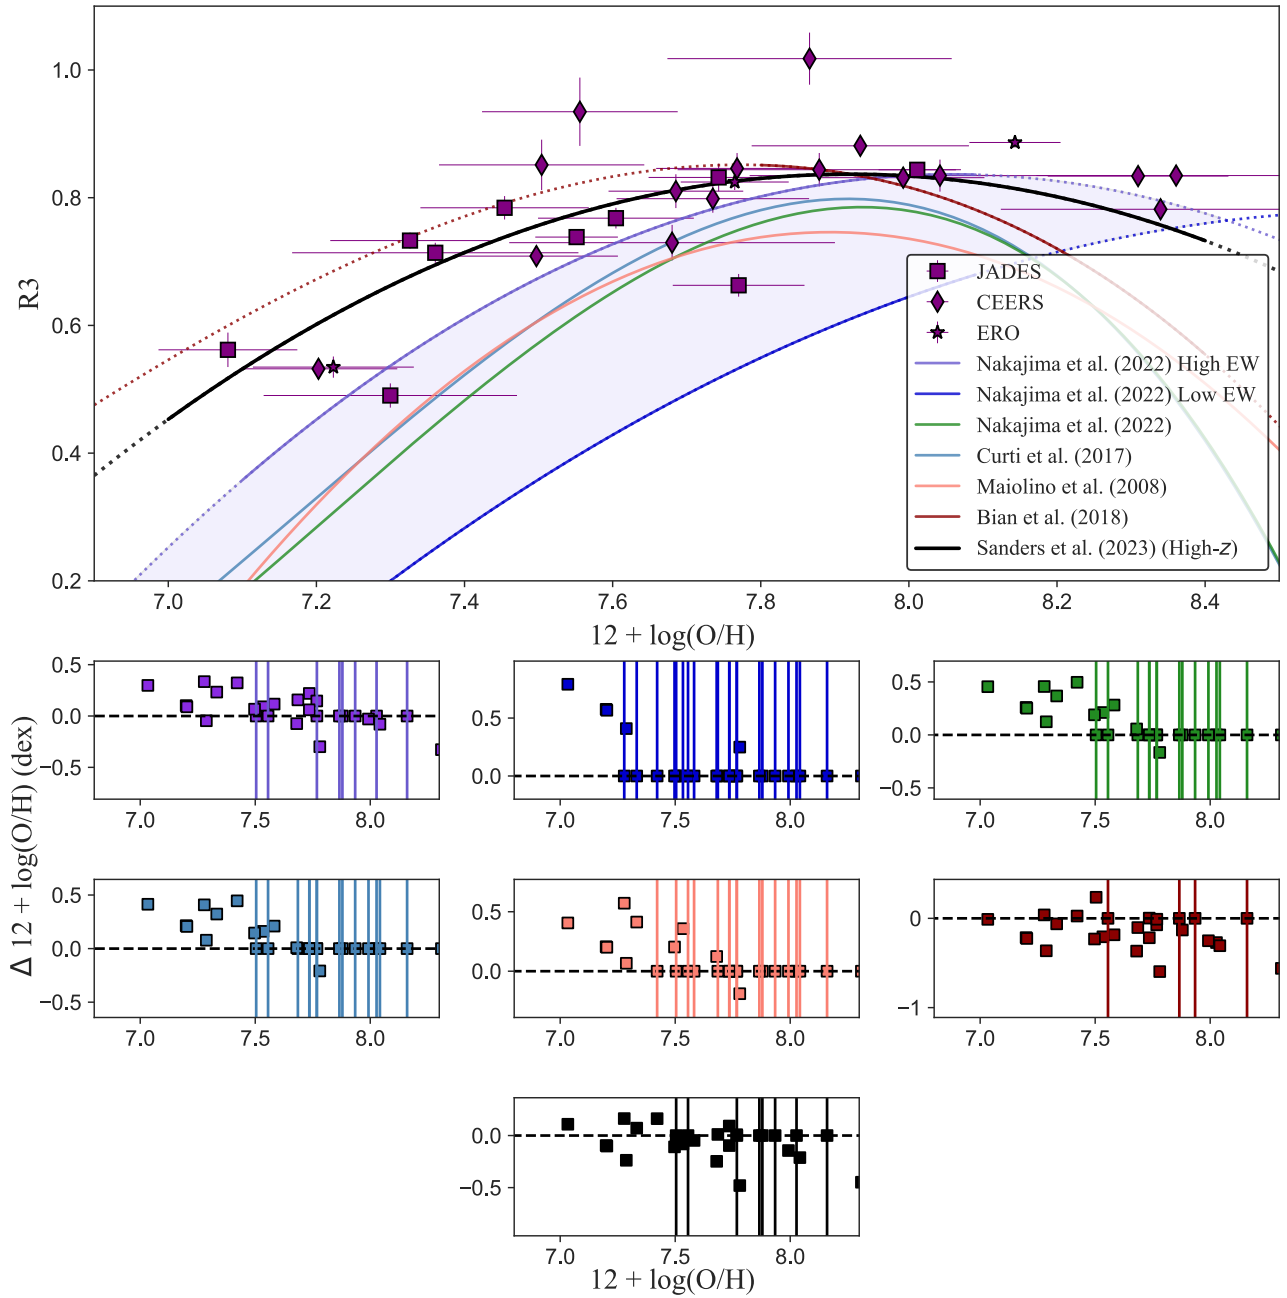 1.0
0.8
0.6
0.4
0.2
R3
7.0 7.2 7.4 7.6 7.8 8.0 8.2 8.4
12 + log(O/H)
JADES
CEERS
ERO
Nakajima et al. (2022) High EW
Nakajima et al. (2022) Low EW
Nakajima et al. (2022)
Curti et al. (2017)
Maiolino et al. (2008)
Bian et al. (2018)
Sanders et al. (2023) (High-z)
Δ 12 + log(O/H) (dex)
0.5
0.0
−0.5
7.0 7.5 8.0
0.5
0.0
7.0 7.5 8.0
0.5
0.0
−0.5
7.0 7.5 8.0
0.5
0.0
−0.5
7.0 7.5 8.0
0.5
0.0
7.0 7.5 8.0
0
−1
7.0 7.5 8.0
0.0
−0.5
7.0 7.5 8.0
12 + log(O/H)